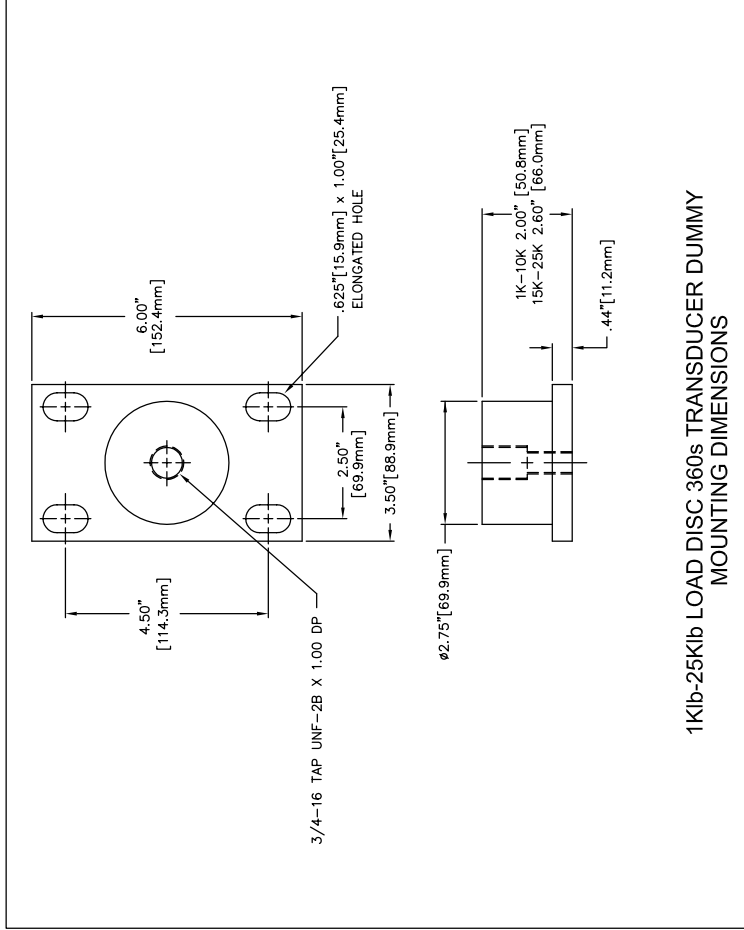 6.00"
[152.4mm]
.625"[15.9mm] x 1.00"[25.4mm]
ELONGATED HOLE
4.50"
[114.3mm]
2.50"
[69.9mm]
3.50"[88.9mm]
3/4-16 TAP UNF-2B X 1.00 DP
1K-10K 2.00" [50.8mm]
15K-25K 2.60" [66.0mm]
.44"[11.2mm]
ø2.75"[69.9mm]
1Klb-25Klb LOAD DISC 360s TRANSDUCER DUMMY
MOUNTING DIMENSIONS